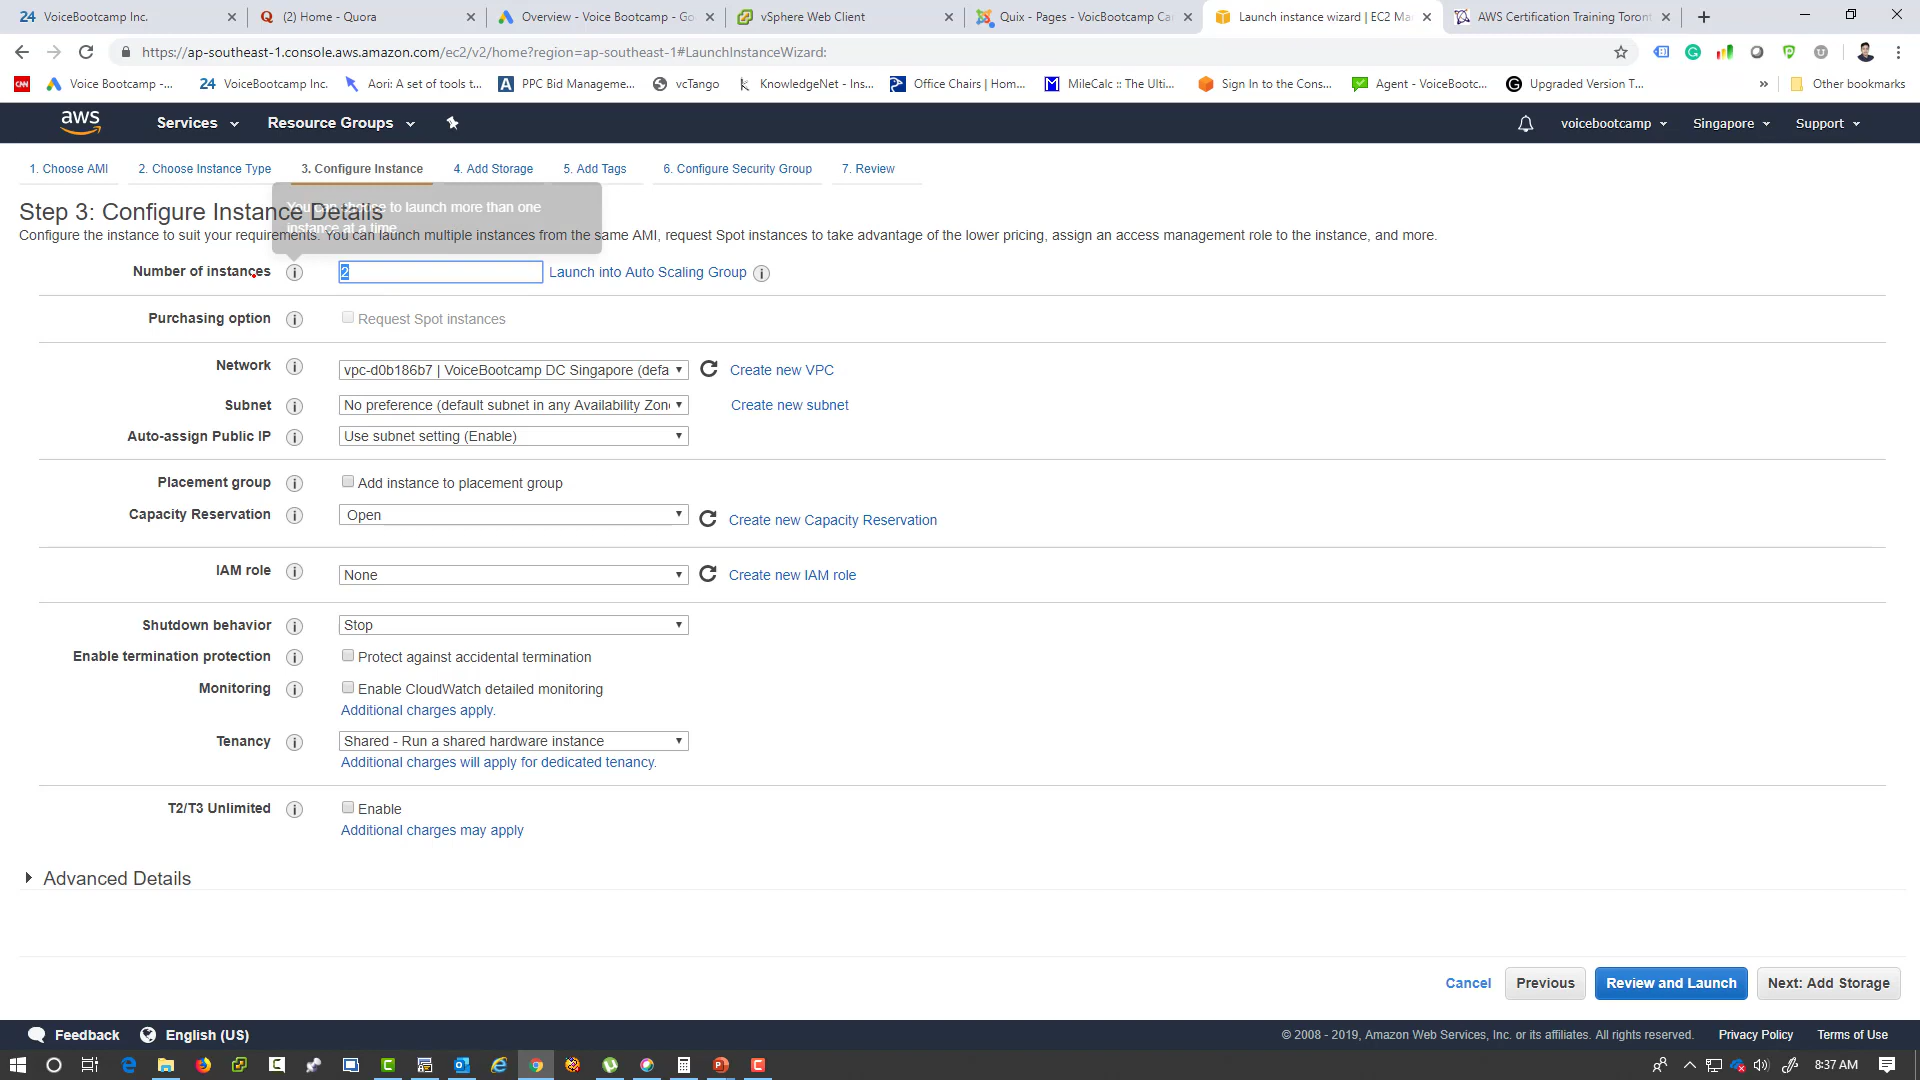 24 VoiceBootcamp Inc.
(2) Home - Quora
Overview - Voice Bootcamp - Go
vSphere Web Client
Quix - Pages - VoicBootcamp Ca
Launch instance wizard | EC2 Ma
AWS Certification Training Toront
https://ap-southeast-1.console.aws.amazon.com/ec2/v2/home?region=ap-southeast-1#LaunchInstanceWizard:
CNN
Voice Bootcamp -...
24 VoiceBootcamp Inc.
Aori: A set of tools t...
PPC Bid Manageme...
vcTango
KnowledgeNet - Ins...
Office Chairs | Hom...
MileCalc :: The Ulti...
Sign In to the Cons...
Agent - VoiceBootc...
Upgraded Version T...
» Other bookmarks
aws Services Resource Groups voicebootcamp Singapore Support
1. Choose AMI 2. Choose Instance Type 3. Configure Instance 4. Add Storage 5. Add Tags 6. Configure Security Group 7. Review
You can choose to launch more than one
instance at a time
Step 3: Configure Instance Details
Configure the instance to suit your requirements. You can launch multiple instances from the same AMI, request Spot instances to take advantage of the lower pricing, assign an access management role to the instance, and more.
Number of instances 2 Launch into Auto Scaling Group
Purchasing option Request Spot instances
Network vpc-d0b186b7 | VoiceBootcamp DC Singapore (defa Create new VPC
Subnet No preference (default subnet in any Availability Zon Create new subnet
Auto-assign Public IP Use subnet setting (Enable)
Placement group Add instance to placement group
Capacity Reservation Open Create new Capacity Reservation
IAM role None Create new IAM role
Shutdown behavior Stop
Enable termination protection Protect against accidental termination
Monitoring Enable CloudWatch detailed monitoring
Additional charges apply.
Tenancy Shared - Run a shared hardware instance
Additional charges will apply for dedicated tenancy.
T2/T3 Unlimited Enable
Additional charges may apply
Advanced Details
Cancel Previous Review and Launch Next: Add Storage
Feedback English (US) © 2008 - 2019, Amazon Web Services, Inc. or its affiliates. All rights reserved. Privacy Policy Terms of Use
8:37 AM